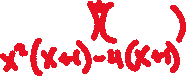 )(    )
x²(x+1)-4(x+1)